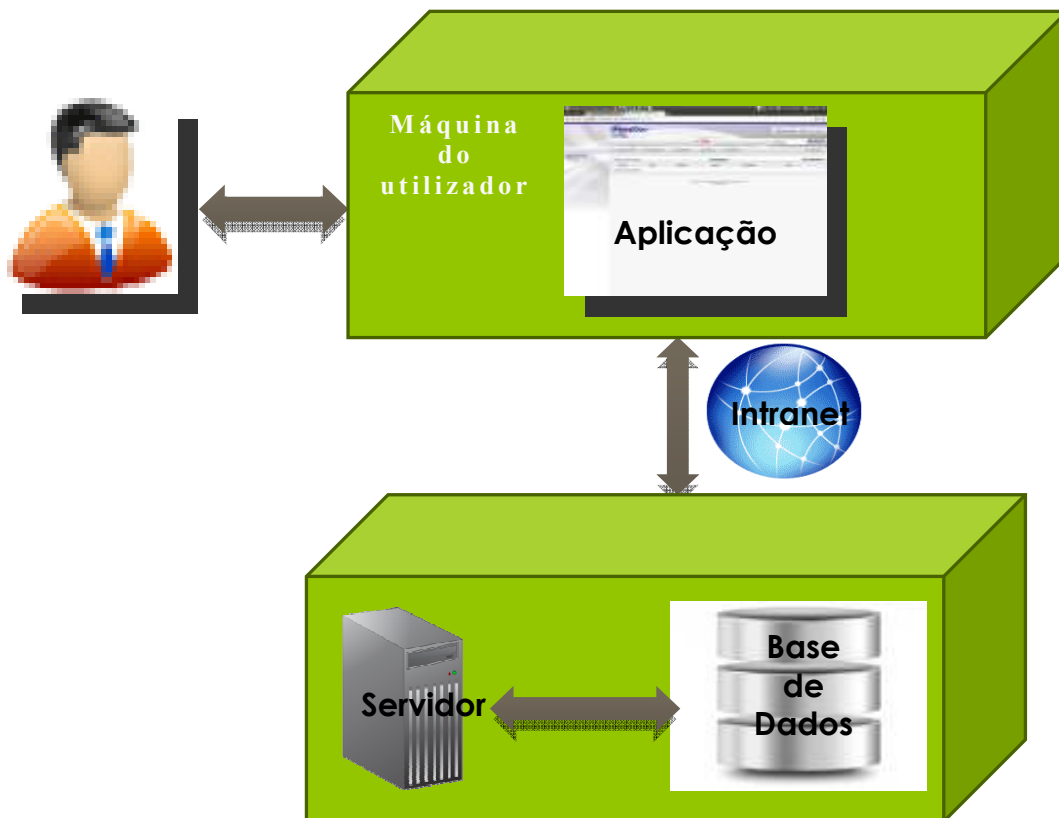 Máquina
do
utilizador
Aplicação
Intranet
Servidor
Base
de
Dados